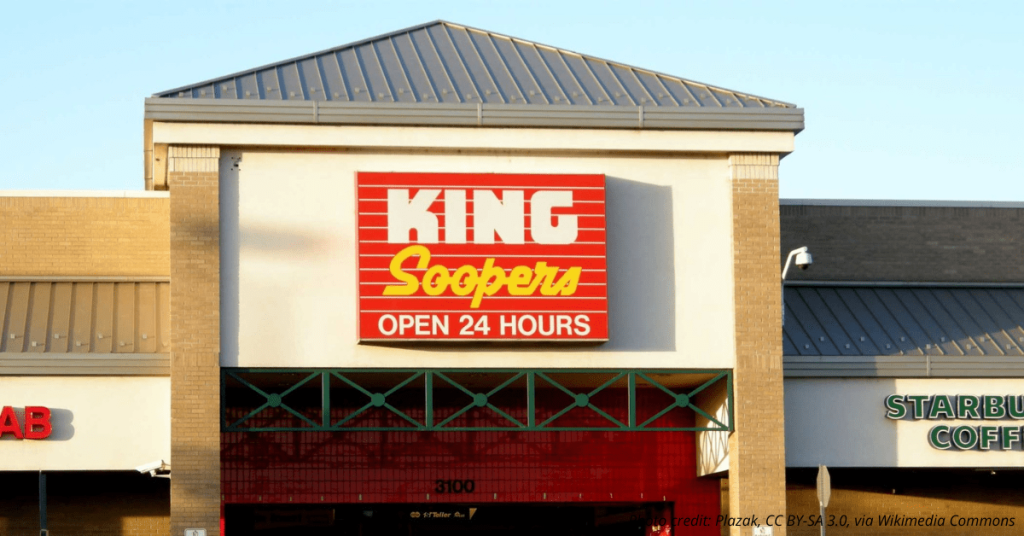 KING
Soopers
OPEN 24 HOURS
AB
STARBU
COFF
3100
credit: Plazak, CC BY-SA 3.0, via Wikimedia Commons